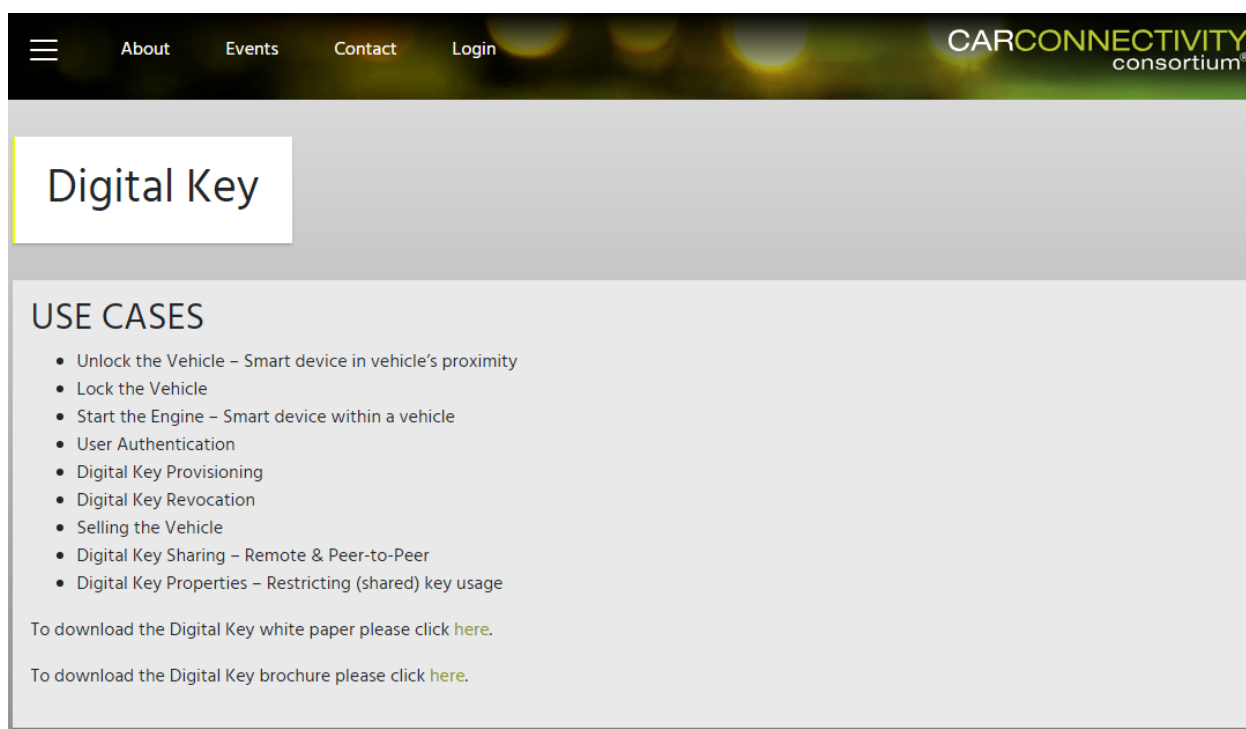 About Events Contact Login
CARCONNECTIVITY
consortium®
Digital Key
USE CASES
• Unlock the Vehicle – Smart device in vehicle's proximity
• Lock the Vehicle
• Start the Engine – Smart device within a vehicle
• User Authentication
• Digital Key Provisioning
• Digital Key Revocation
• Selling the Vehicle
• Digital Key Sharing – Remote & Peer-to-Peer
• Digital Key Properties – Restricting (shared) key usage
To download the Digital Key white paper please click here.
To download the Digital Key brochure please click here.